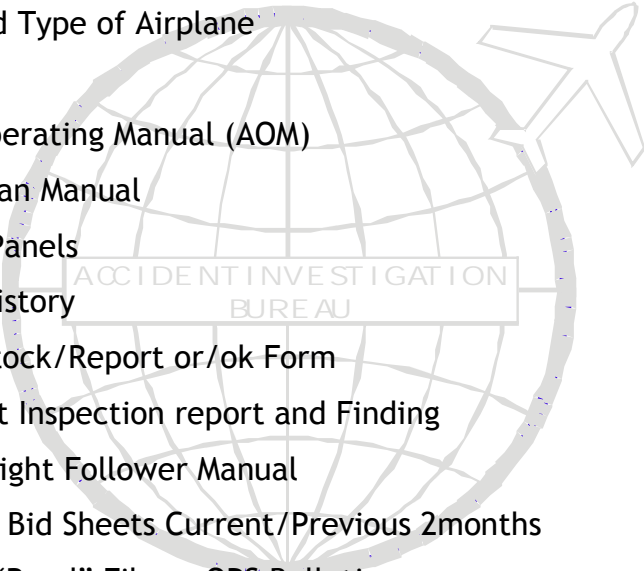 d Type of Airplane
perating Manual (AOM)
an Manual
Panels
ACCIDENT INVESTIGATION
istory
BUREAU
ock/Report or/ok Form
t Inspection report and Finding
ight Follower Manual
Bid Sheets Current/Previous 2months